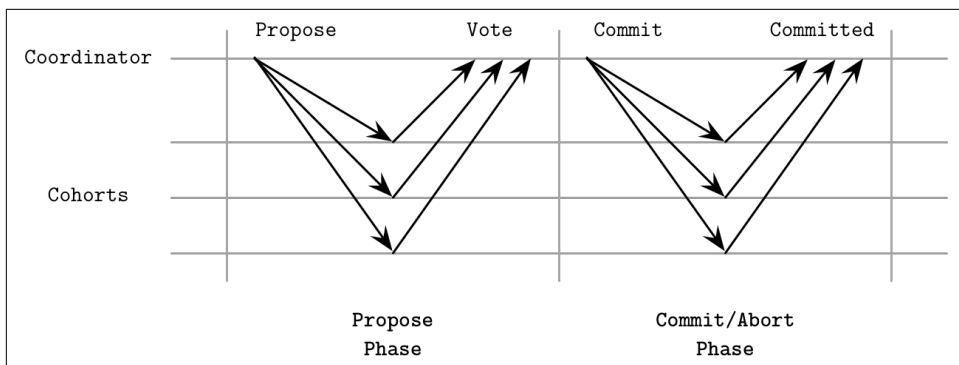 Propose Vote Commit Committed
Coordinator
Cohorts
Propose Commit/Abort
Phase Phase